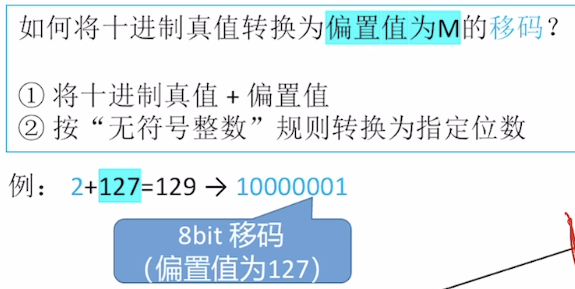 如何将十进制真值转换为偏置值为M的移码？
① 将十进制真值 + 偏置值
② 按“无符号整数”规则转换为指定位数
例： 2+127=129 → 10000001
8bit 移码
（偏置值为127）